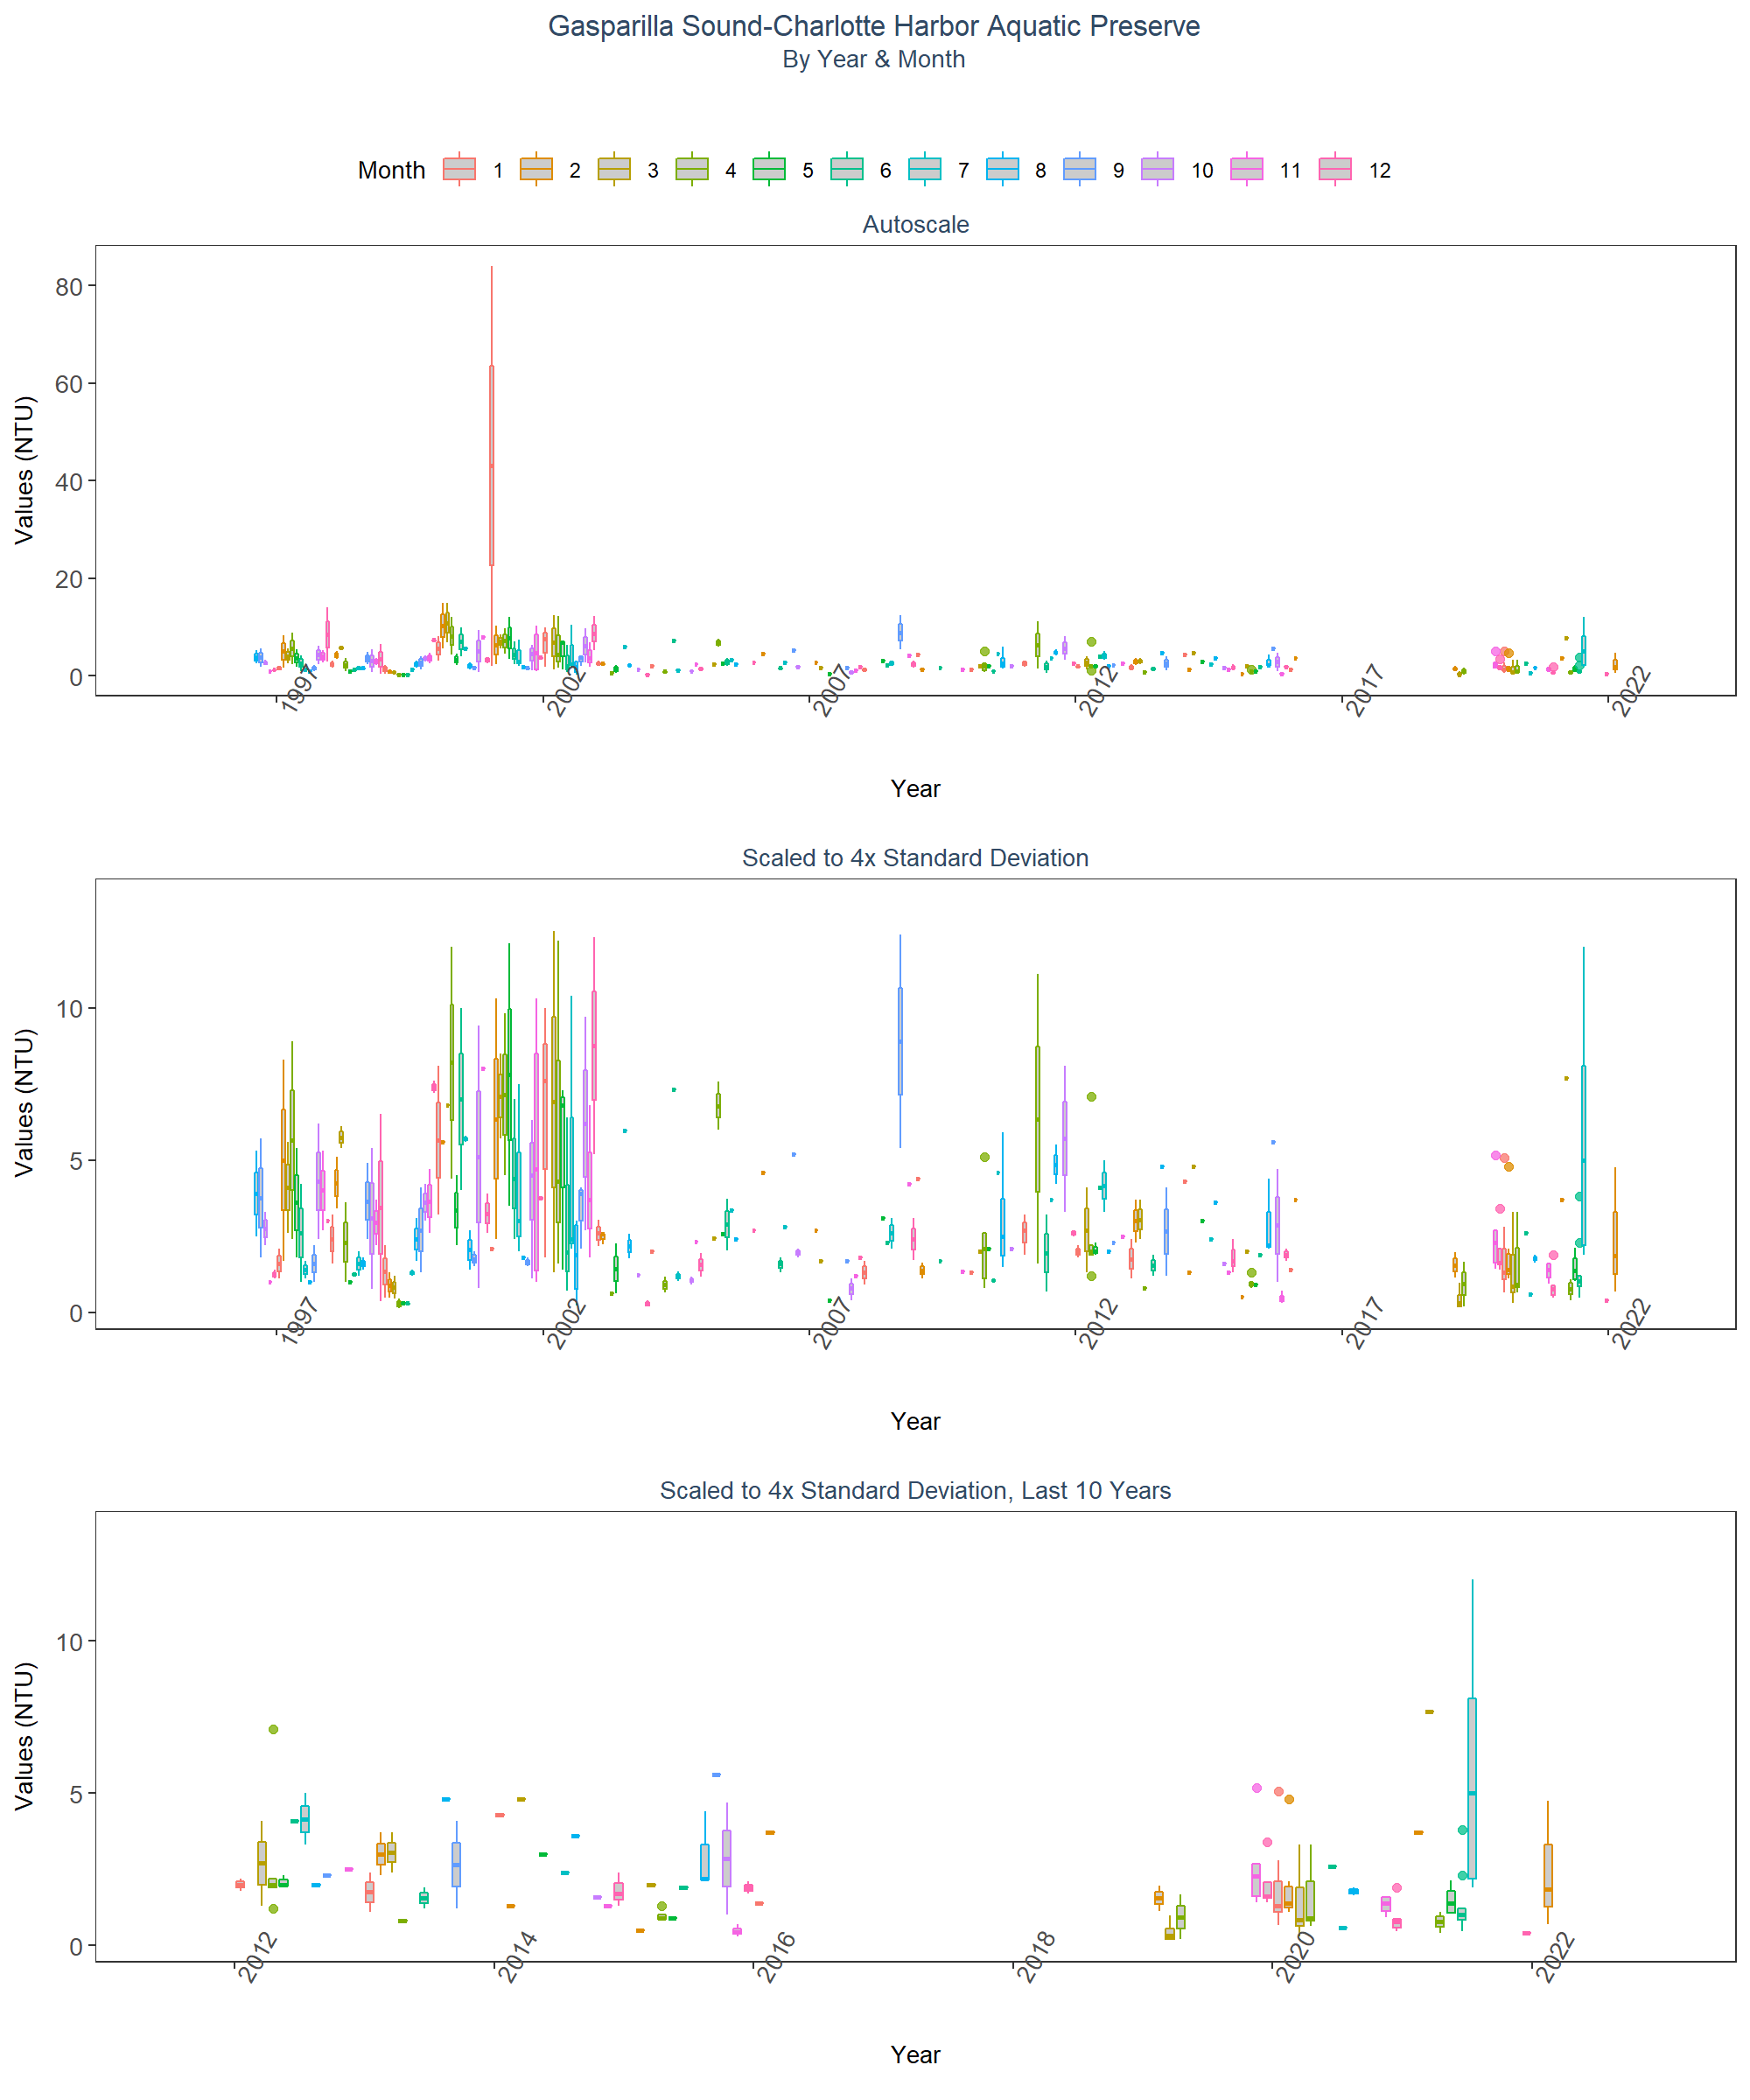 Gasparilla Sound-Charlotte Harbor Aquatic Preserve
By Year & Month
Month 1 2 3 4 5 6 7 8 9 10 11 12
Autoscale
Values (NTU)
80
60
40
20
0
1997 2002 2007 2012 2017 2022
Year
Scaled to 4x Standard Deviation
Values (NTU)
10
5
0
1997 2002 2007 2012 2017 2022
Year
Scaled to 4x Standard Deviation, Last 10 Years
Values (NTU)
10
5
0
2012 2014 2016 2018 2020 2022
Year